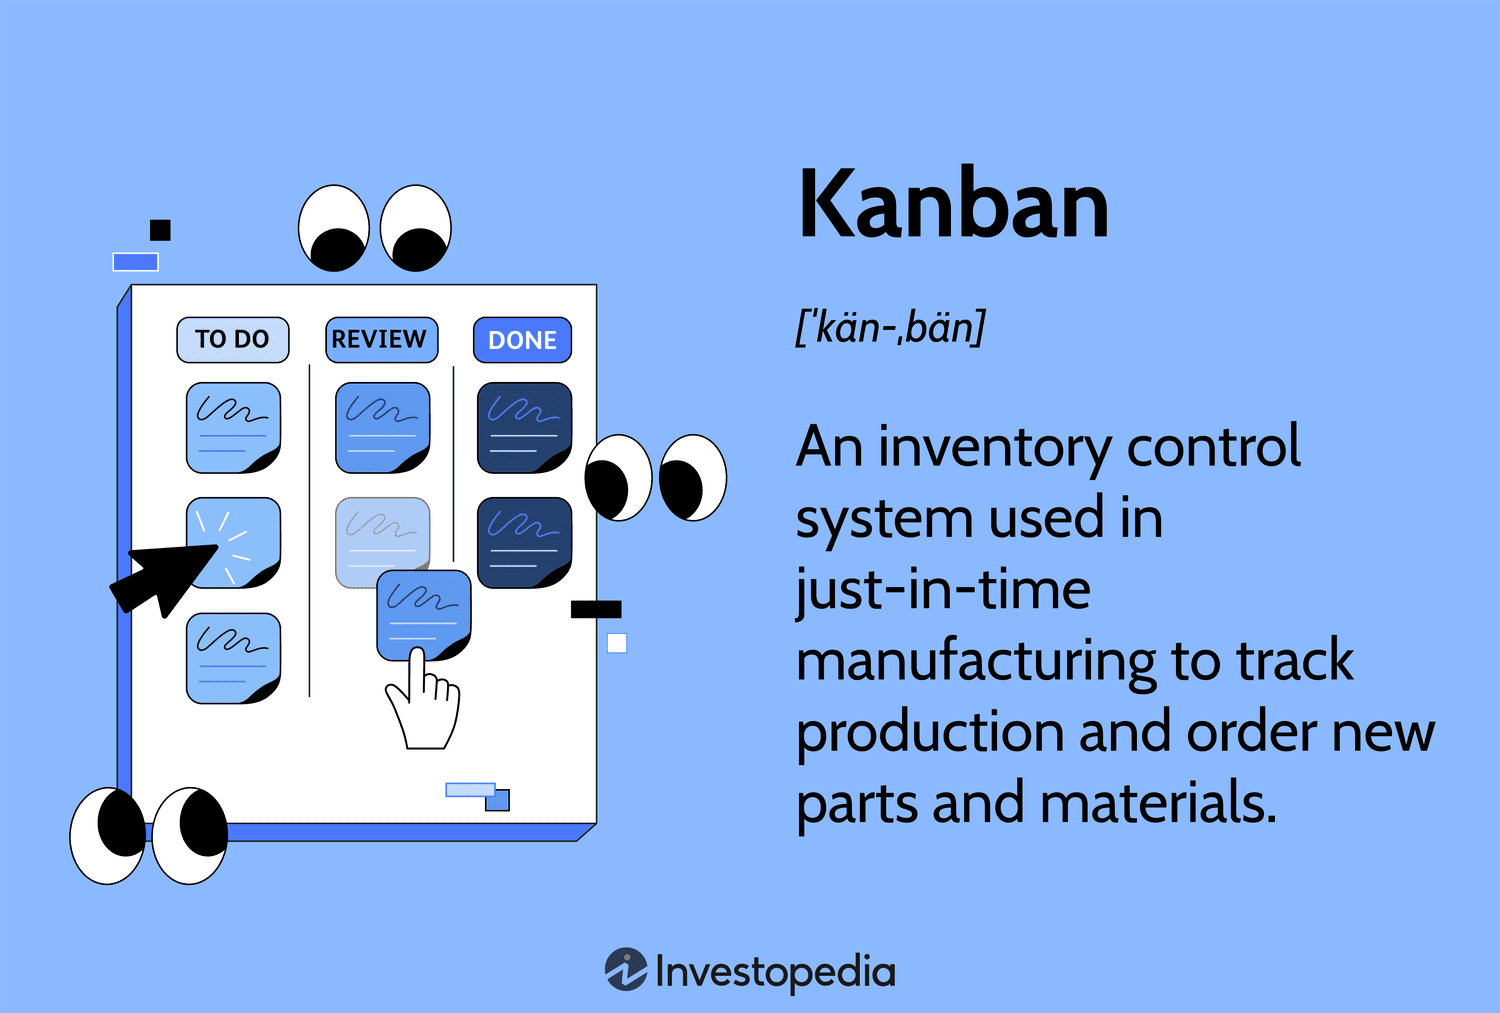 Kanban
['kän-ˌbän]
An inventory control
system used in
just-in-time
manufacturing to track
production and order new
parts and materials.
TO DO
REVIEW
DONE
Investopedia